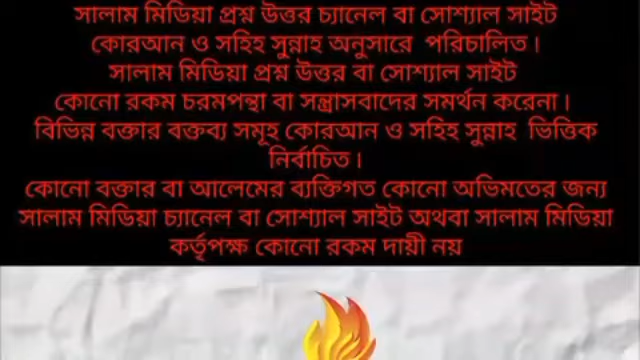 সালাম মিডিয়া প্রশ্ন উত্তর চ্যানেল বা সোশ্যাল সাইট
কোরআন ও সহিহ সুন্নাহ অনুসারে পরিচালিত।
সালাম মিডিয়া প্রশ্ন উত্তর বা সোশ্যাল সাইট
কোনো রকম চরমপন্থা বা সন্ত্রাসবাদের সমর্থন করেনা।
বিভিন্ন বক্তার বক্তব্য সমূহ কোরআন ও সহিহ সুন্নাহ ভিত্তিক
নির্বাচিত।
কোনো বক্তার বা আলেমের ব্যক্তিগত কোনো অভিমতের জন্য
সালাম মিডিয়া চ্যানেল বা সোশ্যাল সাইট অথবা সালাম মিডিয়া
কর্তৃপক্ষ কোনো রকম দায়ী নয়